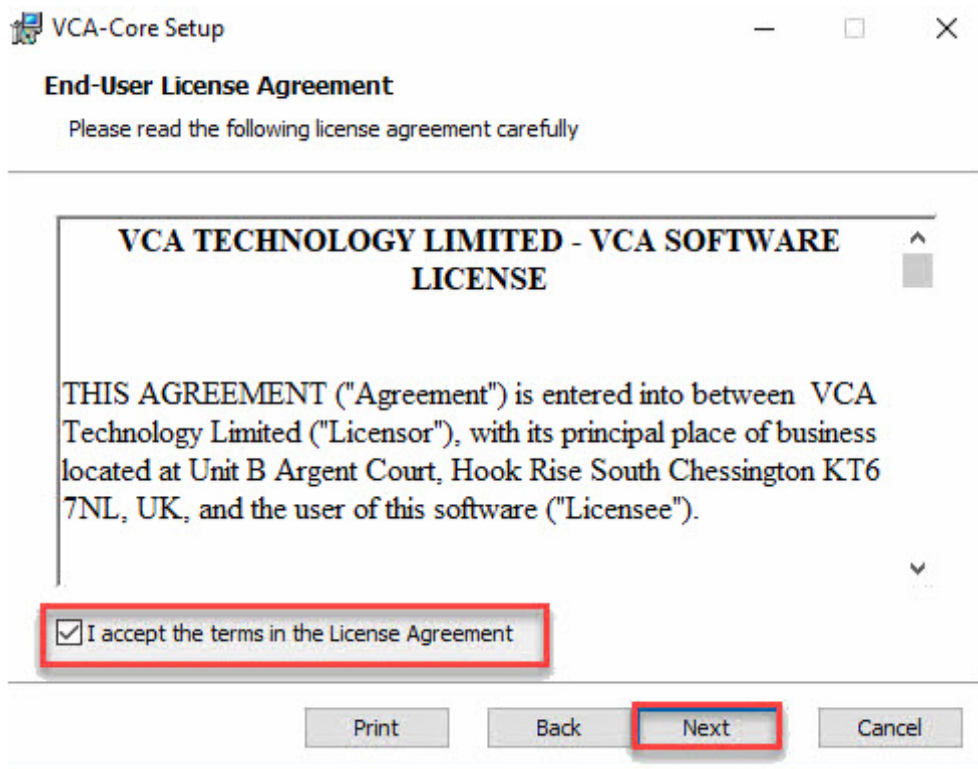 VCA-Core Setup
End-User License Agreement
Please read the following license agreement carefully
VCA TECHNOLOGY LIMITED - VCA SOFTWARE
LICENSE
THIS AGREEMENT ("Agreement") is entered into between VCA
Technology Limited ("Licensor"), with its principal place of business
located at Unit B Argent Court, Hook Rise South Chessington KT6
7NL, UK, and the user of this software ("Licensee").
I accept the terms in the License Agreement
Print Back Next Cancel